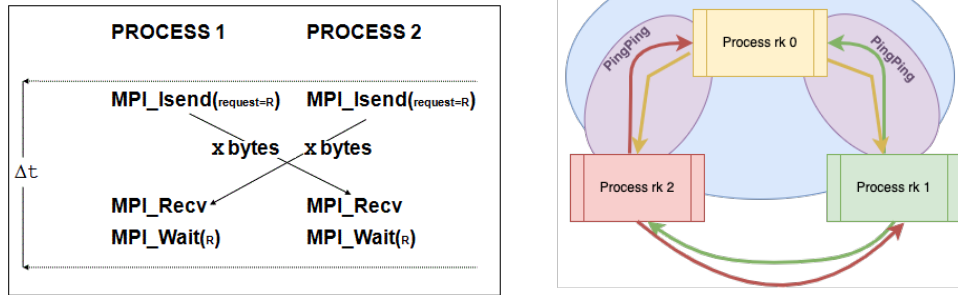 PROCESS 1 PROCESS 2
MPI_Isend(request=R) MPI_Isend(request=R)
x bytes x bytes
Δt
MPI_Recv MPI_Recv
MPI_Wait(R) MPI_Wait(R)
Process rk 0
PingPing PingPing
Process rk 2 Process rk 1